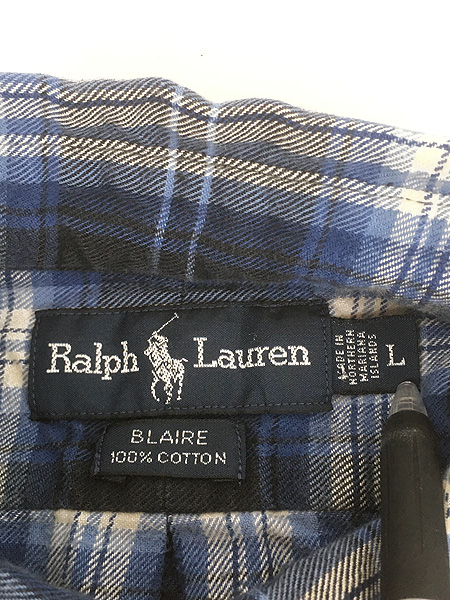 Ralph Lauren
MADE IN
NORTHERN
MARIANA
ISLANDS
L
BLAIRE
100% COTTON